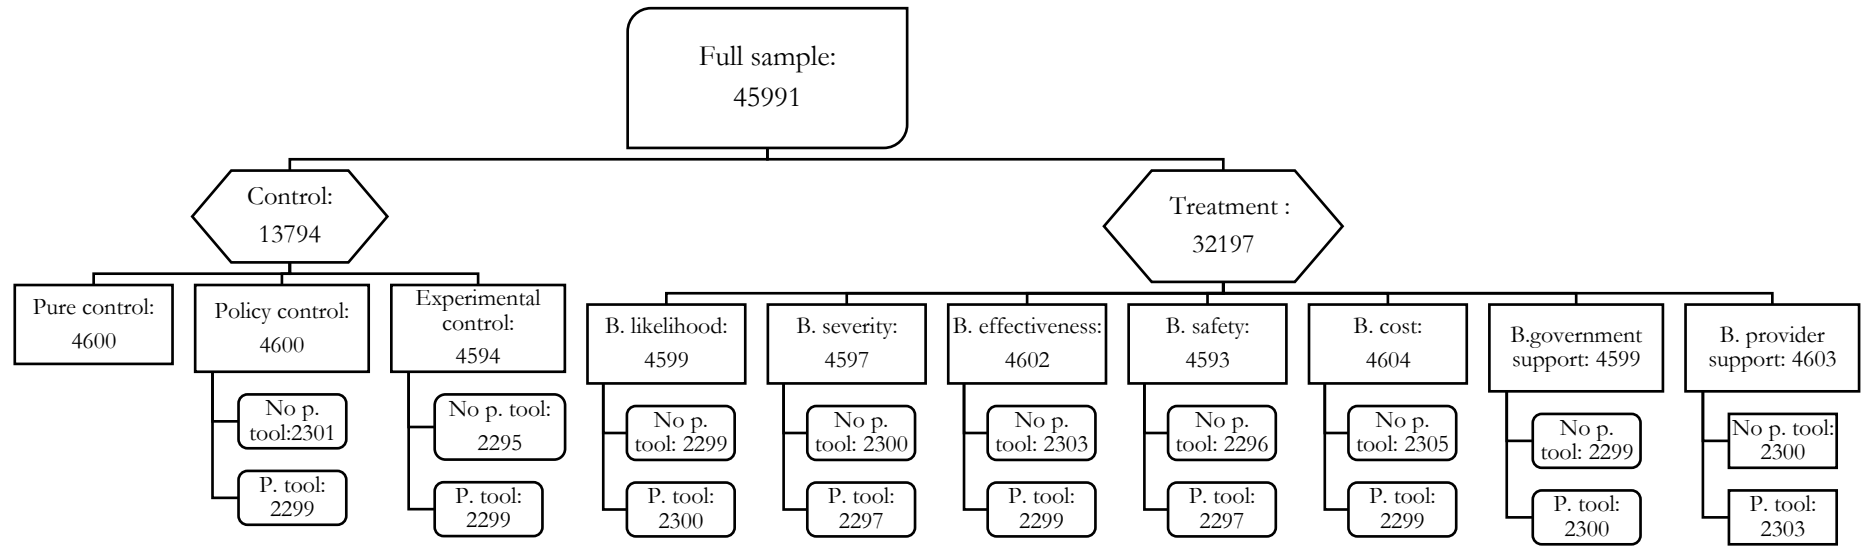 Full sample:
45991
Control:
13794
Treatment :
32197
Pure control:
4600
Policy control:
4600
Experimental
control:
4594
B. likelihood:
4599
B. severity:
4597
B. effectiveness:
4602
B. safety:
4593
B. cost:
4604
B.government
support: 4599
B. provider
support: 4603
No p.
tool:2301
No p. tool:
2295
No p.
tool: 2299
No p.
tool: 2300
No p.
tool: 2303
No p.
tool: 2296
No p.
tool: 2305
No p.
tool: 2299
No p. tool:
2300
P. tool:
2299
P. tool:
2299
P. tool:
2300
P. tool:
2297
P. tool:
2299
P. tool:
2297
P. tool:
2299
P. tool:
2300
P. tool:
2303